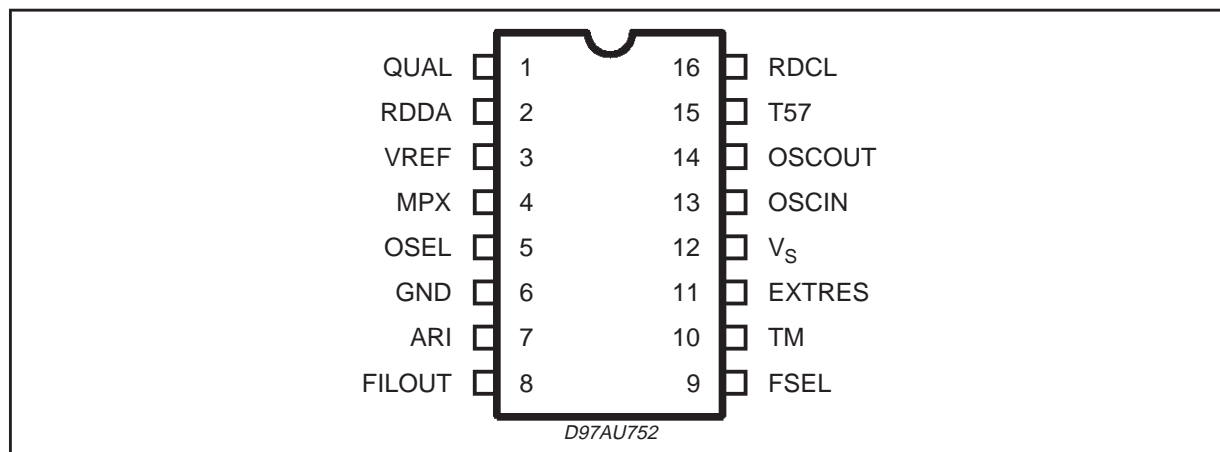 QUAL 1 16 RDCL
RDDA 2 15 T57
VREF 3 14 OSCOUT
MPX 4 13 OSCIN
OSEL 5 12 VS
GND 6 11 EXTRES
ARI 7 10 TM
FILOUT 8 9 FSEL
D97AU752